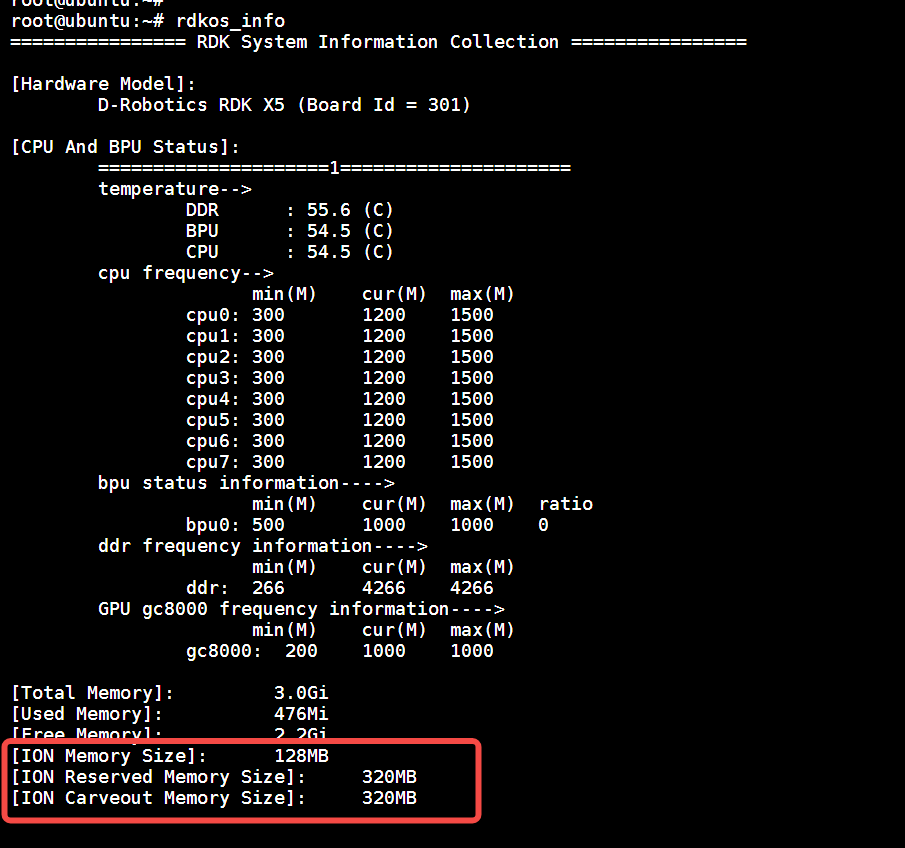 root@ubuntu:~#
root@ubuntu:~# rdkos_info
================ RDK System Information Collection ================
[Hardware Model]:
D-Robotics RDK X5 (Board Id = 301)
[CPU And BPU Status]:
=====================1=====================
temperature-->
DDR : 55.6 (C)
BPU : 54.5 (C)
CPU : 54.5 (C)
cpu frequency-->
min(M) cur(M) max(M)
cpu0: 300 1200 1500
cpu1: 300 1200 1500
cpu2: 300 1200 1500
cpu3: 300 1200 1500
cpu4: 300 1200 1500
cpu5: 300 1200 1500
cpu6: 300 1200 1500
cpu7: 300 1200 1500
bpu status information---->
min(M) cur(M) max(M) ratio
bpu0: 500 1000 1000 0
ddr frequency information---->
min(M) cur(M) max(M)
ddr: 266 4266 4266
GPU gc8000 frequency information---->
min(M) cur(M) max(M)
gc8000: 200 1000 1000
[Total Memory]: 3.0Gi
[Used Memory]: 476Mi
[Free Memory]: 2.2Gi
[ION Memory Size]: 128MB
[ION Reserved Memory Size]: 320MB
[ION Carveout Memory Size]: 320MB